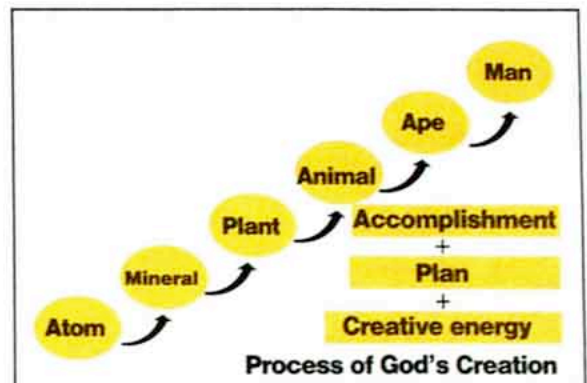 Man
Ape
Animal
Plant
Mineral
Atom
Accomplishment
+
Plan
+
Creative energy
Process of God's Creation